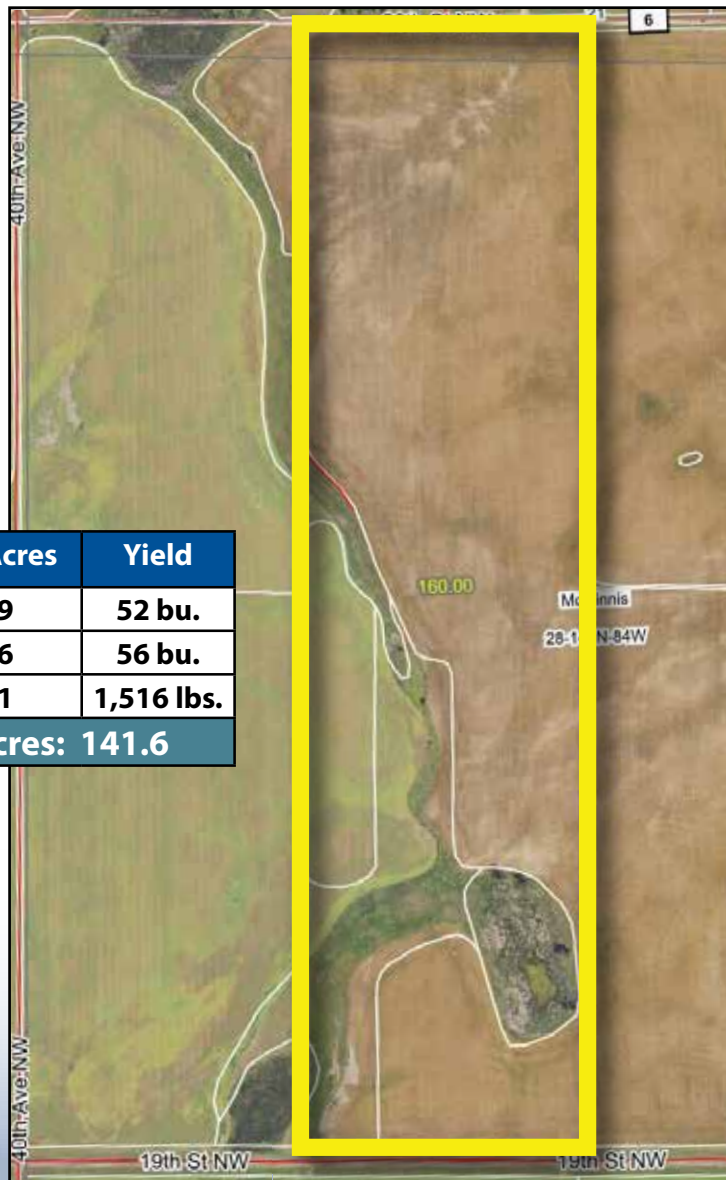 6
40th Ave NW
Acres Yield
9 52 bu.
6 56 bu.
1 1,516 lbs.
cres: 141.6
160.00
28-1 N-84W
40th Ave NW
19th St NW
19th St NW